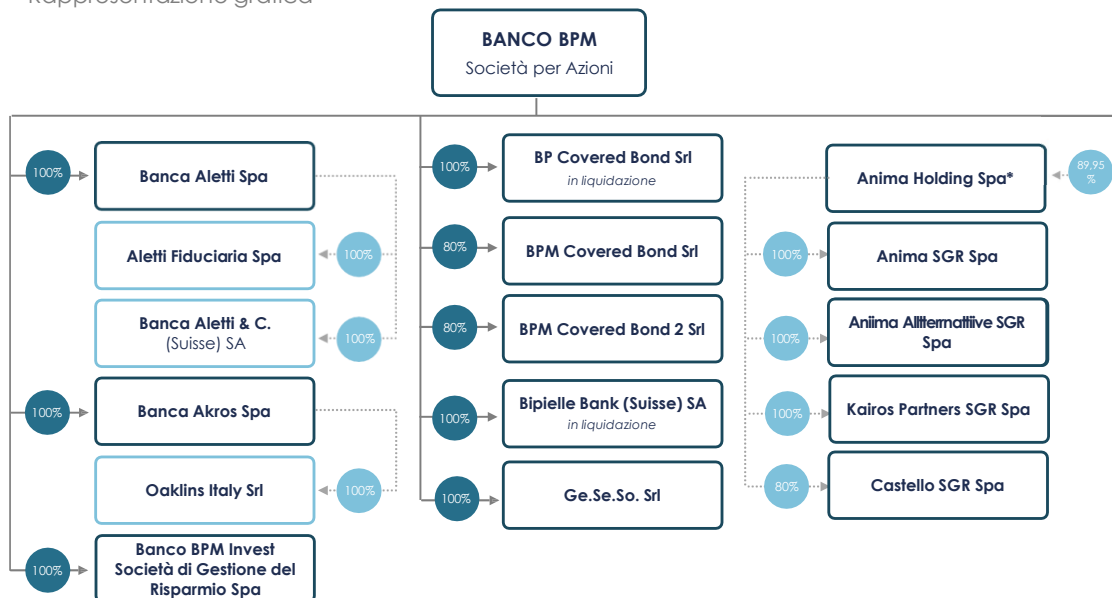 Rappresentazione grafica
BANCO BPM
Società per Azioni
100%
Banca Aletti Spa
Aletti Fiduciaria Spa
100%
Banca Aletti & C.
(Suisse) SA
100%
100%
Banca Akros Spa
Oaklins Italy Srl
100%
100%
Banco BPM Invest
Società di Gestione del
Risparmio Spa
100%
BP Covered Bond Srl
in liquidazione
80%
BPM Covered Bond Srl
80%
BPM Covered Bond 2 Srl
100%
Bipielle Bank (Suisse) SA
in liquidazione
100%
Ge.Se.So. Srl
Anima Holding Spa*
89,95
%
100%
Anima SGR Spa
100%
Aniima Allltternattiive SGR
Spa
100%
Kairos Partners SGR Spa
80%
Castello SGR Spa